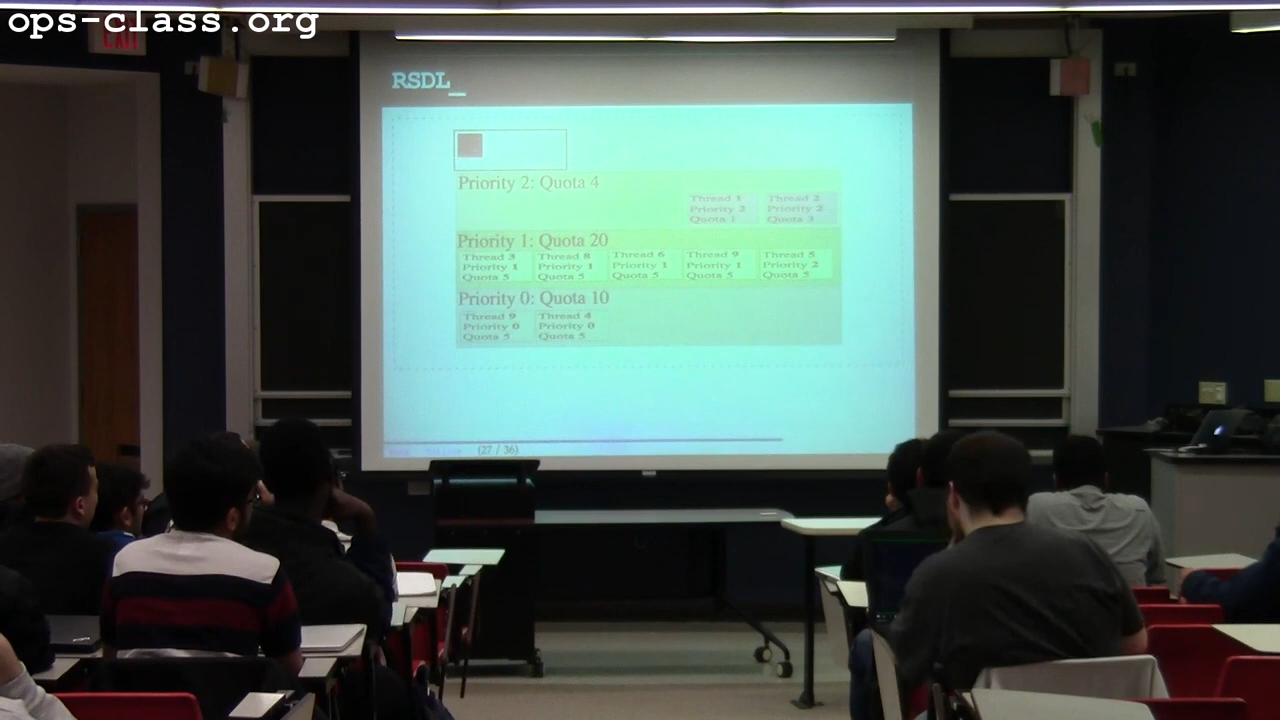 ops-class.org
EXIT
RSDL_
Priority 2: Quota 4
Thread 1
Priority 2
Quota 1
Thread 2
Priority 2
Quota 3
Priority 1: Quota 20
Thread 3
Priority 1
Quota 5
Thread 8
Priority 1
Quota 5
Thread 6
Priority 1
Quota 5
Thread 9
Priority 1
Quota 5
Thread 5
Priority 2
Quota 5
Priority 0: Quota 10
Thread 9
Priority 0
Quota 5
Thread 4
Priority 0
Quota 5
(27 / 36)